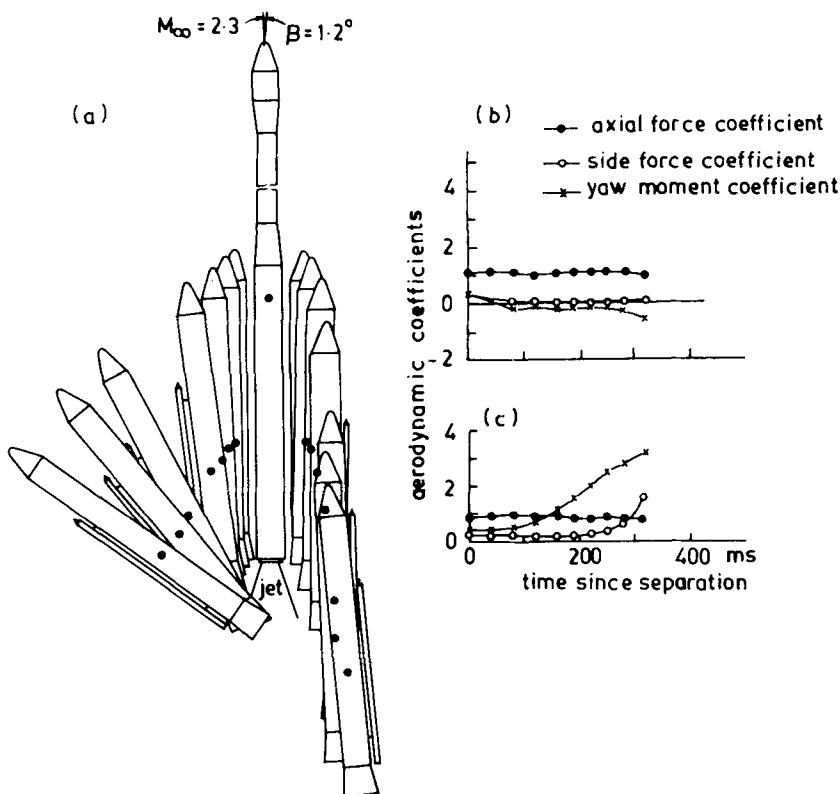 M∞ = 2·3 β = 1·2°
(a)
jet
(b)
axial force coefficient
side force coefficient
yaw moment coefficient
aerodynamic coefficients
4
2
0
-2
(c)
4
2
0
0 200 400 ms
time since separation